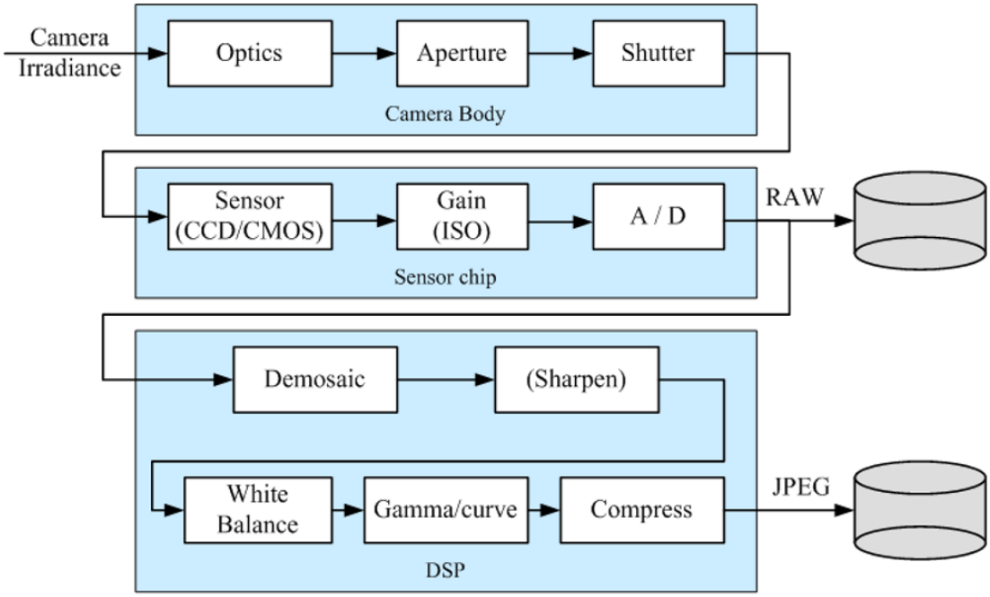 Camera
Irradiance
Optics
Aperture
Shutter
Camera Body
Sensor
(CCD/CMOS)
Gain
(ISO)
A / D
RAW
Sensor chip
Demosaic
(Sharpen)
White
Balance
Gamma/curve
Compress
JPEG
DSP